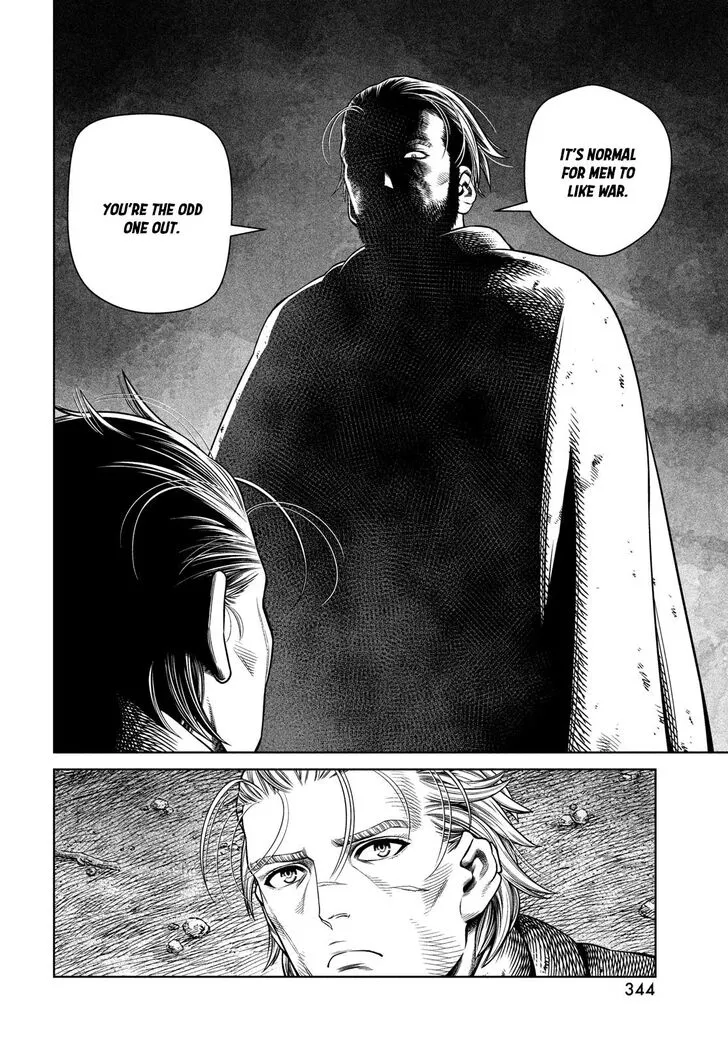 IT'S NORMAL
FOR MEN TO
LIKE WAR.
YOU'RE THE ODD
ONE OUT.
344